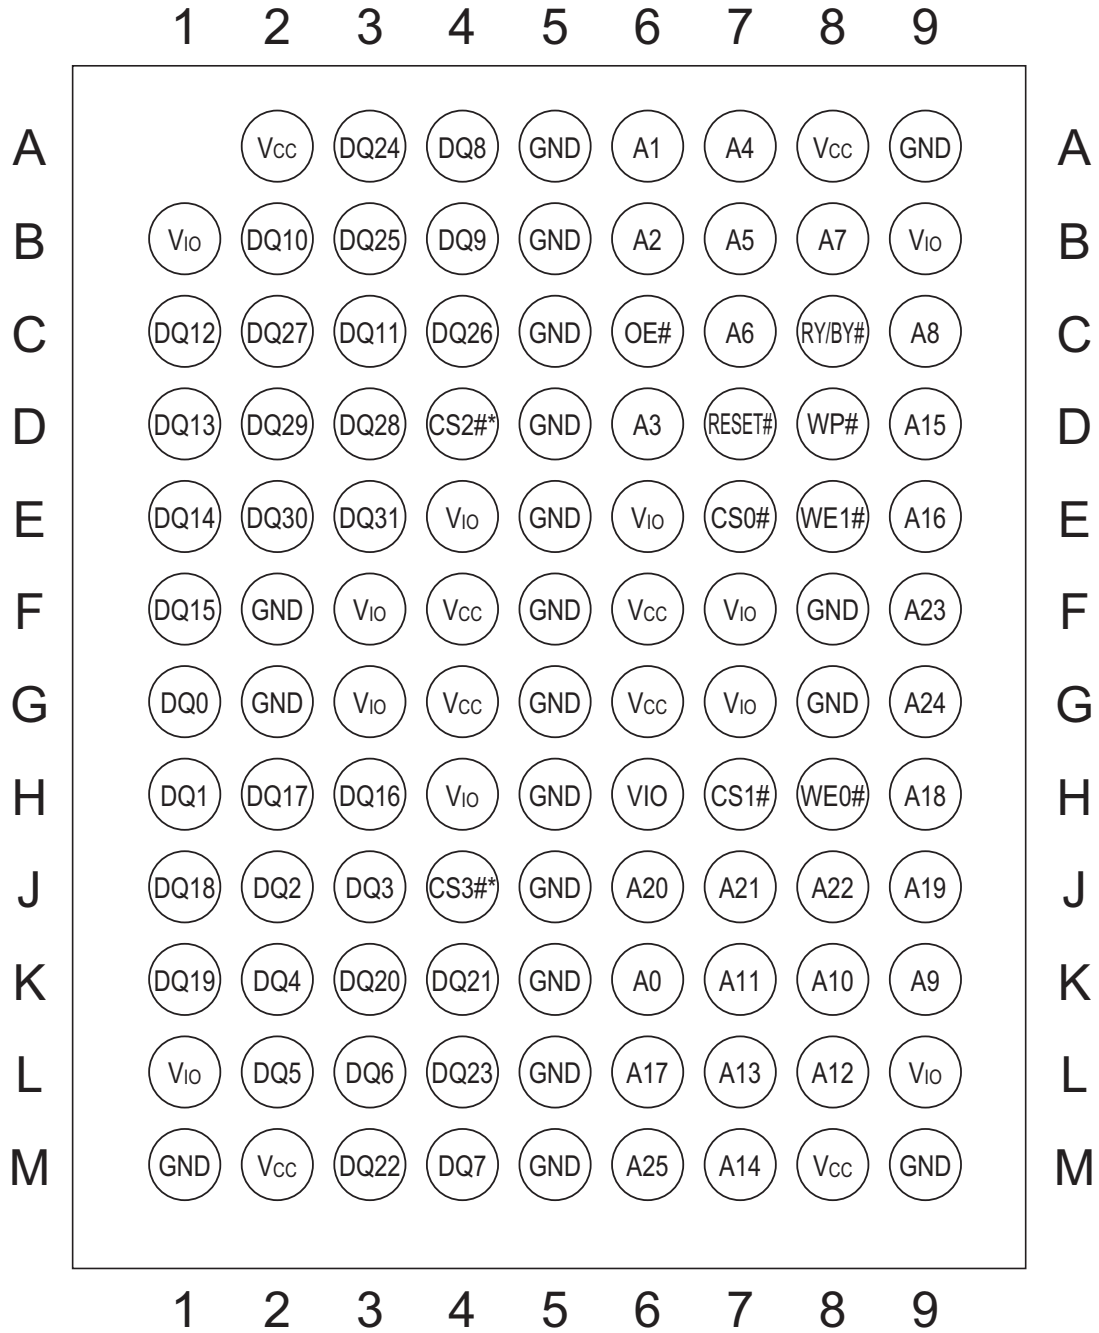 1 2 3 4 5 6 7 8 9
A VCC DQ24 DQ8 GND A1 A4 VCC GND A
B VIO DQ10 DQ25 DQ9 GND A2 A5 A7 VIO B
C DQ12 DQ27 DQ11 DQ26 GND OE# A6 RY/BY# A8 C
D DQ13 DQ29 DQ28 CS2#* GND A3 RESET# WP# A15 D
E DQ14 DQ30 DQ31 VIO GND VIO CS0# WE1# A16 E
F DQ15 GND VIO VCC GND VCC VIO GND A23 F
G DQ0 GND VIO VCC GND VCC VIO GND A24 G
H DQ1 DQ17 DQ16 VIO GND VIO CS1# WE0# A18 H
J DQ18 DQ2 DQ3 CS3#* GND A20 A21 A22 A19 J
K DQ19 DQ4 DQ20 DQ21 GND A0 A11 A10 A9 K
L VIO DQ5 DQ6 DQ23 GND A17 A13 A12 VIO L
M GND VCC DQ22 DQ7 GND A25 A14 VCC GND M
1 2 3 4 5 6 7 8 9